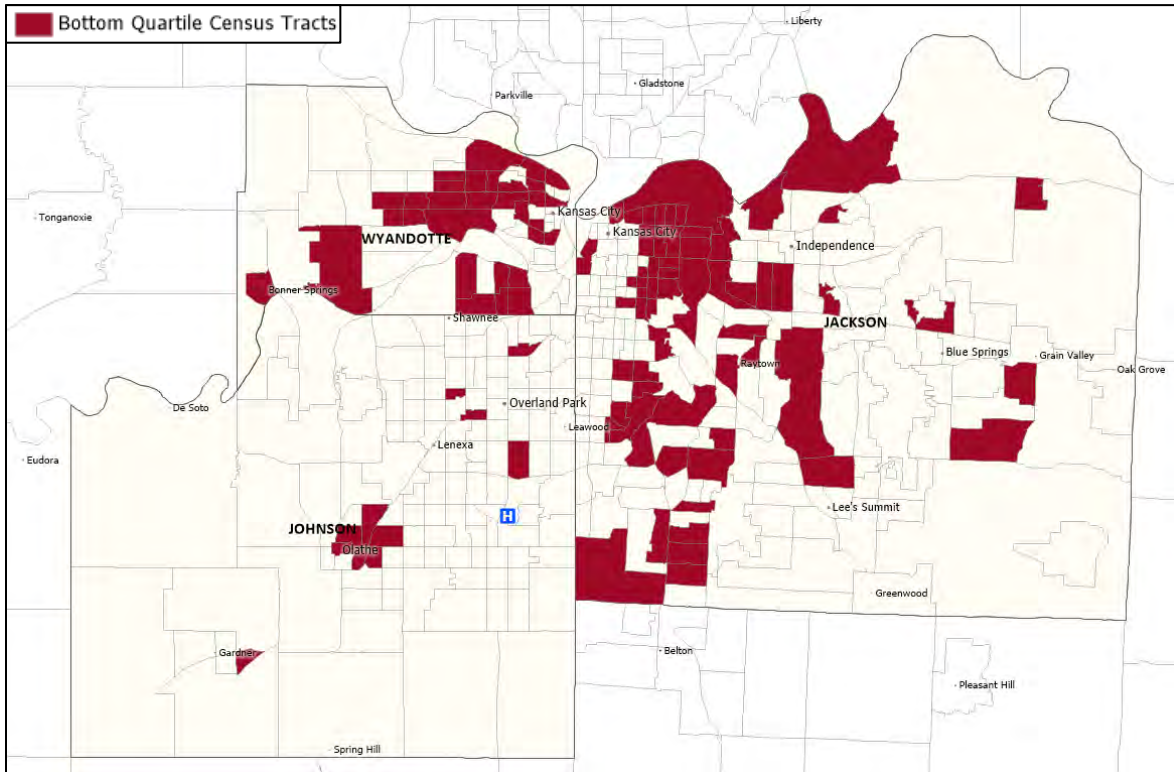 Bottom Quartile Census Tracts
Liberty
Gladstone
Parkville
Tonganoxie
Kansas City
Kansas City
WYANDOTTE
Independence
Bonner Springs
Shawnee
JACKSON
Blue Springs
Grain Valley
Raytown
Oak Grove
De Soto
Overland Park
Leawood
Lenexa
Eudora
Lee's Summit
H
JOHNSON
Olathe
Greenwood
Gardner
Belton
Pleasant Hill
Spring Hill